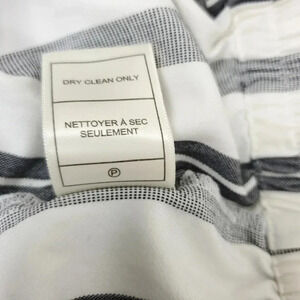 DRY CLEAN ONLY
NETTOYER À SEC
SEULEMENT
P